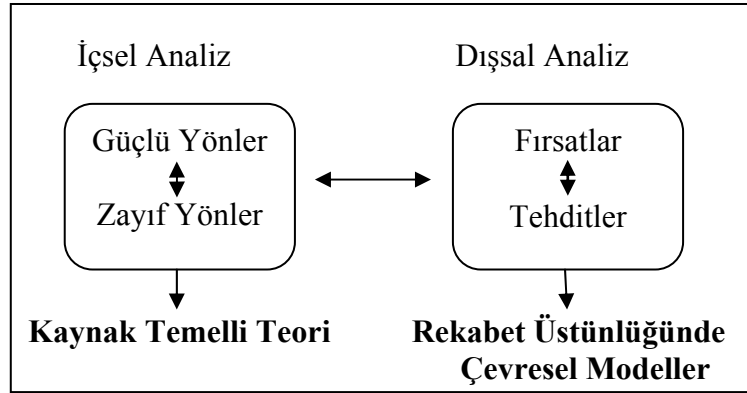 İçsel Analiz
Dışsal Analiz
Güçlü Yönler
Zayıf Yönler
Fırsatlar
Tehditler
Kaynak Temelli Teori
Rekabet Üstünlüğünde
Çevresel Modeller